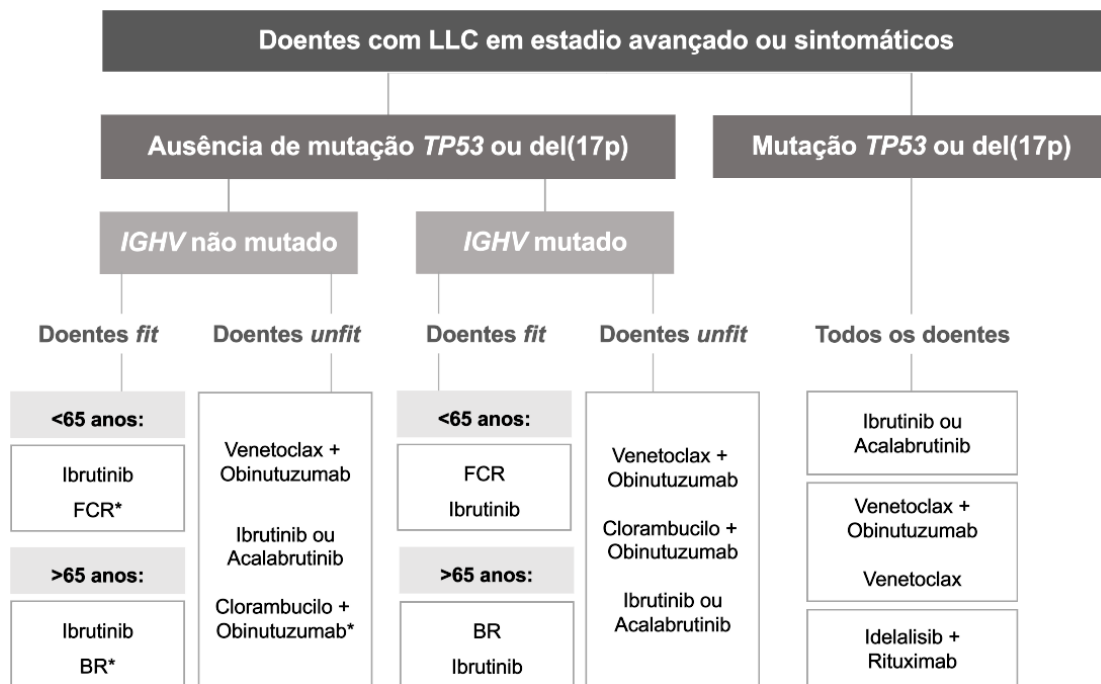 Doentes com LLC em estadio avançado ou sintomáticos
Ausência de mutação TP53 ou del(17p)
Mutação TP53 ou del(17p)
IGHV não mutado
IGHV mutado
Doentes fit
Doentes unfit
Doentes fit
Doentes unfit
Todos os doentes
<65 anos:
Ibrutinib
FCR*
>65 anos:
Ibrutinib
BR*
Venetoclax +
Obinutuzumab
Ibrutinib ou
Acalabrutinib
Clorambucilo +
Obinutuzumab*
<65 anos:
FCR
Ibrutinib
>65 anos:
BR
Ibrutinib
Venetoclax +
Obinutuzumab
Clorambucilo +
Obinutuzumab
Ibrutinib ou
Acalabrutinib
Ibrutinib ou
Acalabrutinib
Venetoclax +
Obinutuzumab
Venetoclax
Idelalisib +
Rituximab